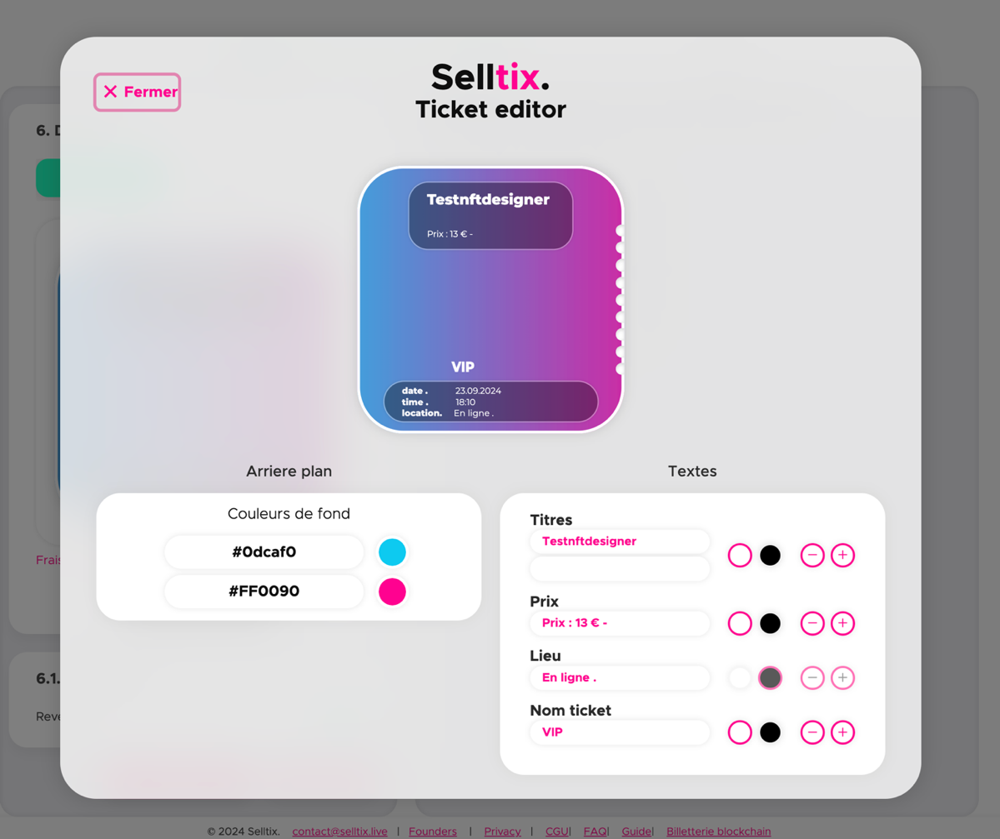 ✕ Fermer
Selltix.
Ticket editor
6. D
Testnftdesigner
Prix : 13 € -
VIP
date . 23.09.2024
time . 18:10
location. En ligne .
Arriere plan
Couleurs de fond
#0dcaf0
#FF0090
Textes
Titres
Testnftdesigner
Prix
Prix : 13 € -
Lieu
En ligne .
Nom ticket
VIP
Frais
6.1.
Reve
© 2024 Selltix. contact@selltix.live | Founders | Privacy | CGU| FAQ| Guide| Billetterie blockchain